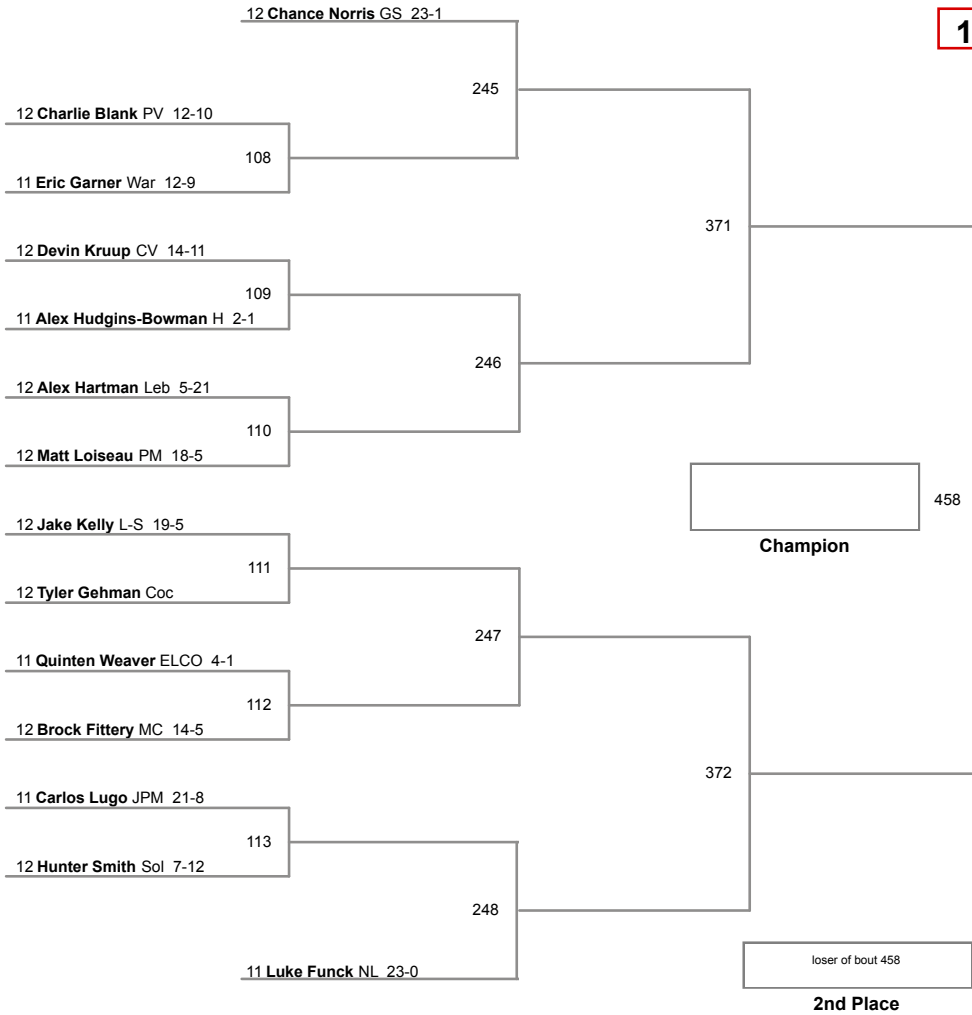 12 Chance Norris GS 23-1
1
245
12 Charlie Blank PV 12-10
108
11 Eric Garner War 12-9
371
12 Devin Kruup CV 14-11
109
11 Alex Hudgins-Bowman H 2-1
246
12 Alex Hartman Leb 5-21
110
12 Matt Loiseau PM 18-5
458
Champion
12 Jake Kelly L-S 19-5
111
12 Tyler Gehman Coc
247
11 Quinten Weaver ELCO 4-1
112
12 Brock Fittery MC 14-5
372
11 Carlos Lugo JPM 21-8
113
12 Hunter Smith Sol 7-12
248
11 Luke Funck NL 23-0
loser of bout 458
2nd Place